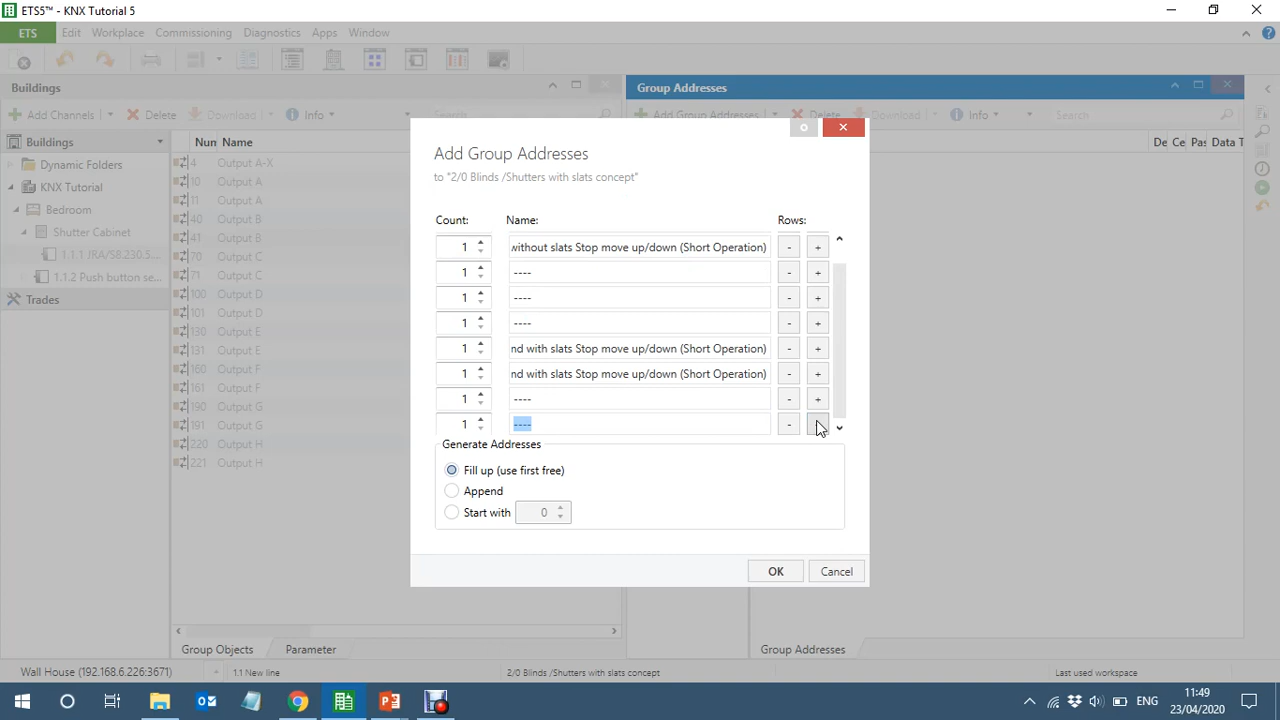 ETS5™ - KNX Tutorial 5
ETS Edit Workplace Commissioning Diagnostics Apps Window
Buildings
Group Addresses
Add Channels Delete Download Info Search
Add Group Addresses Delete Download Info Search
Buildings
Num Name
De Ce Pas Data T
Dynamic Folders
KNX Tutorial
Bedroom
Shutter Cabinet
1.1.1 JRA/S8.230.5...
1.1.2 Push button se...
Trades
4 Output A-X
10 Output A
11 Output A
40 Output B
41 Output B
70 Output C
71 Output C
100 Output D
101 Output D
130 Output E
131 Output E
160 Output F
161 Output F
190 Output G
191 Output G
220 Output H
221 Output H
Add Group Addresses
to "2/0 Blinds /Shutters with slats concept"
Count: Name: Rows:
1 without slats Stop move up/down (Short Operation) - +
1 ---- - +
1 ---- - +
1 ---- - +
1 nd with slats Stop move up/down (Short Operation) - +
1 nd with slats Stop move up/down (Short Operation) - +
1 ---- - +
1 ---- -
Generate Addresses
Fill up (use first free)
Append
Start with 0
OK Cancel
Group Objects Parameter
Group Addresses
Wall House (192.168.6.226:3671) 1.1 New line 2/0 Blinds /Shutters with slats concept Last used workspace
ENG
11:49
23/04/2020